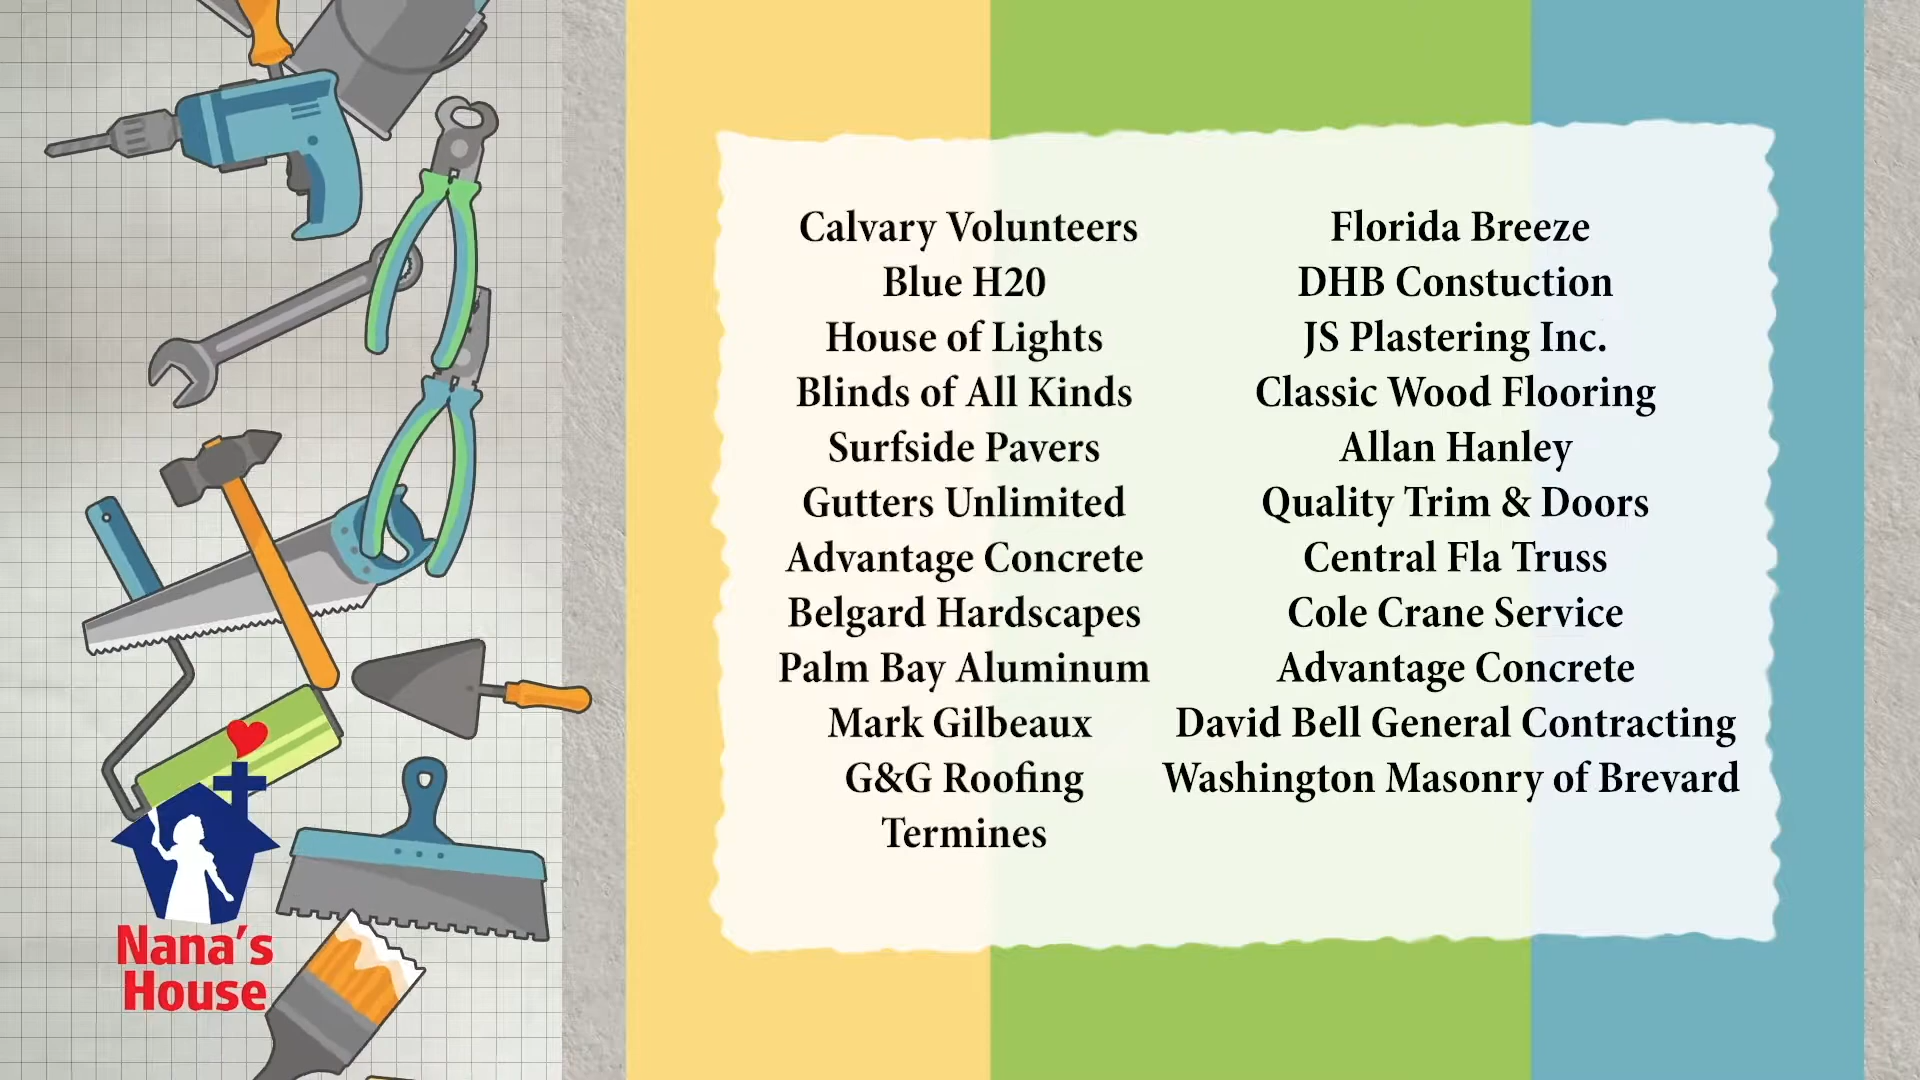 Calvary Volunteers
Blue H20
House of Lights
Blinds of All Kinds
Surfside Pavers
Gutters Unlimited
Advantage Concrete
Belgard Hardscapes
Palm Bay Aluminum
Mark Gilbeaux
G&G Roofing
Termines
Florida Breeze
DHB Constuction
JS Plastering Inc.
Classic Wood Flooring
Allan Hanley
Quality Trim & Doors
Central Fla Truss
Cole Crane Service
Advantage Concrete
David Bell General Contracting
Washington Masonry of Brevard
Nana's
House